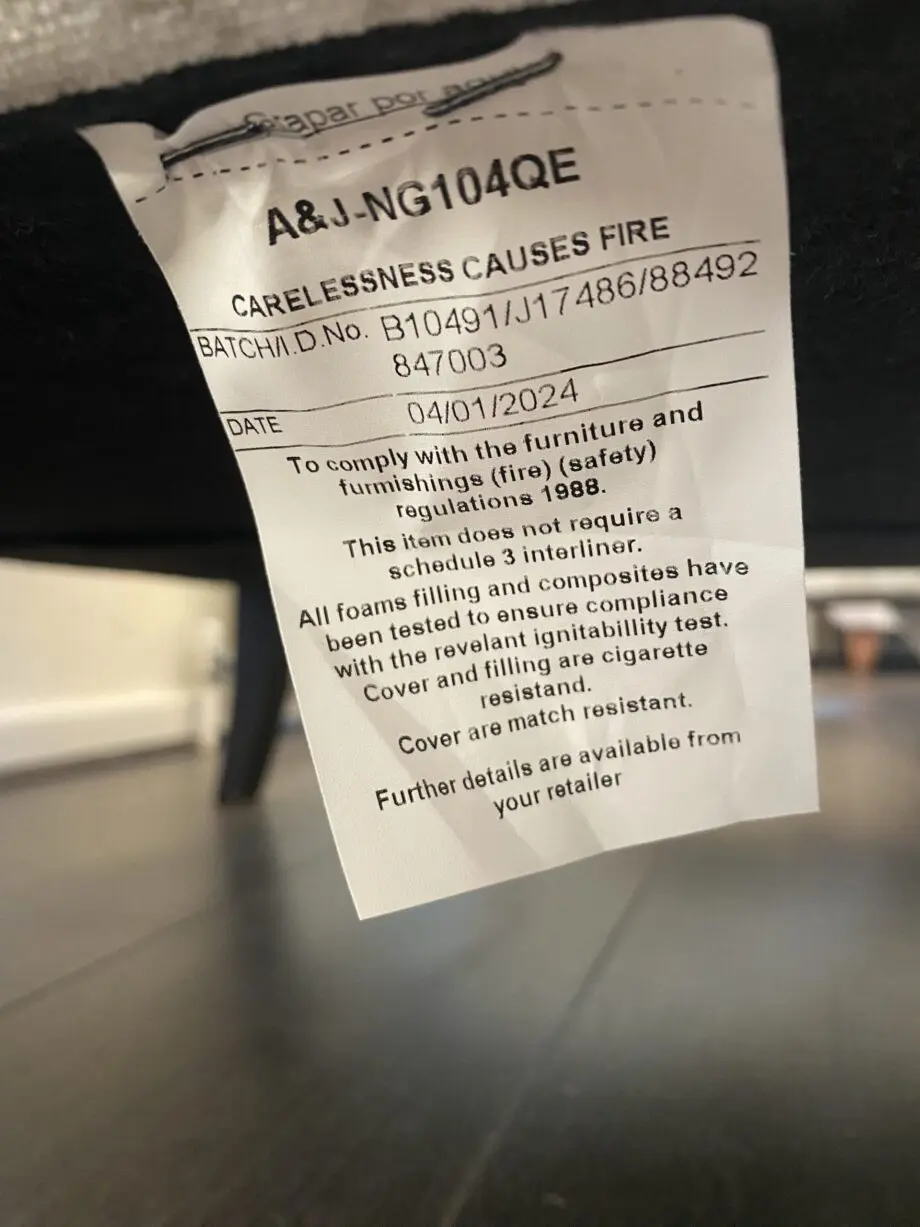 por
A&J-NG104QE
CARELESSNESS CAUSES FIRE
BATCH/I.D.No. B10491/J17486/88492
847003
DATE 04/01/2024
To comply with the furniture and
furmishings (fire) (safety)
regulations 1988.
This item does not require a
schedule 3 interliner.
All foams filling and composites have
been tested to ensure compliance
with the revelant ignitabillity test.
Cover and filling are cigarette
resistand.
Cover are match resistant.
Further details are available from
your retailer